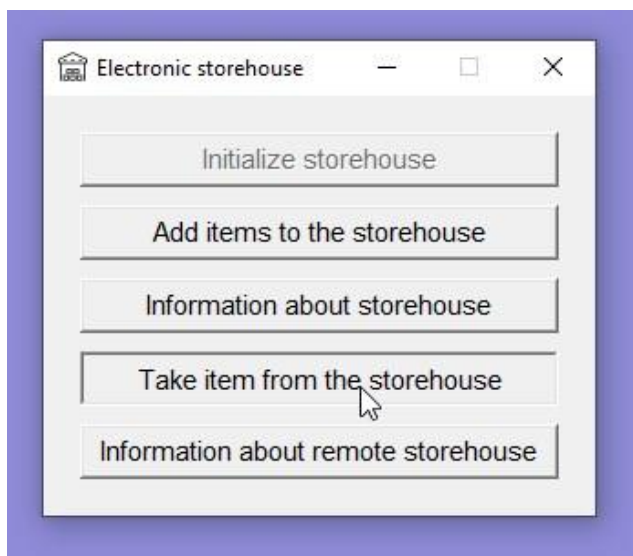 Electronic storehouse
Initialize storehouse
Add items to the storehouse
Information about storehouse
Take item from the storehouse
Information about remote storehouse